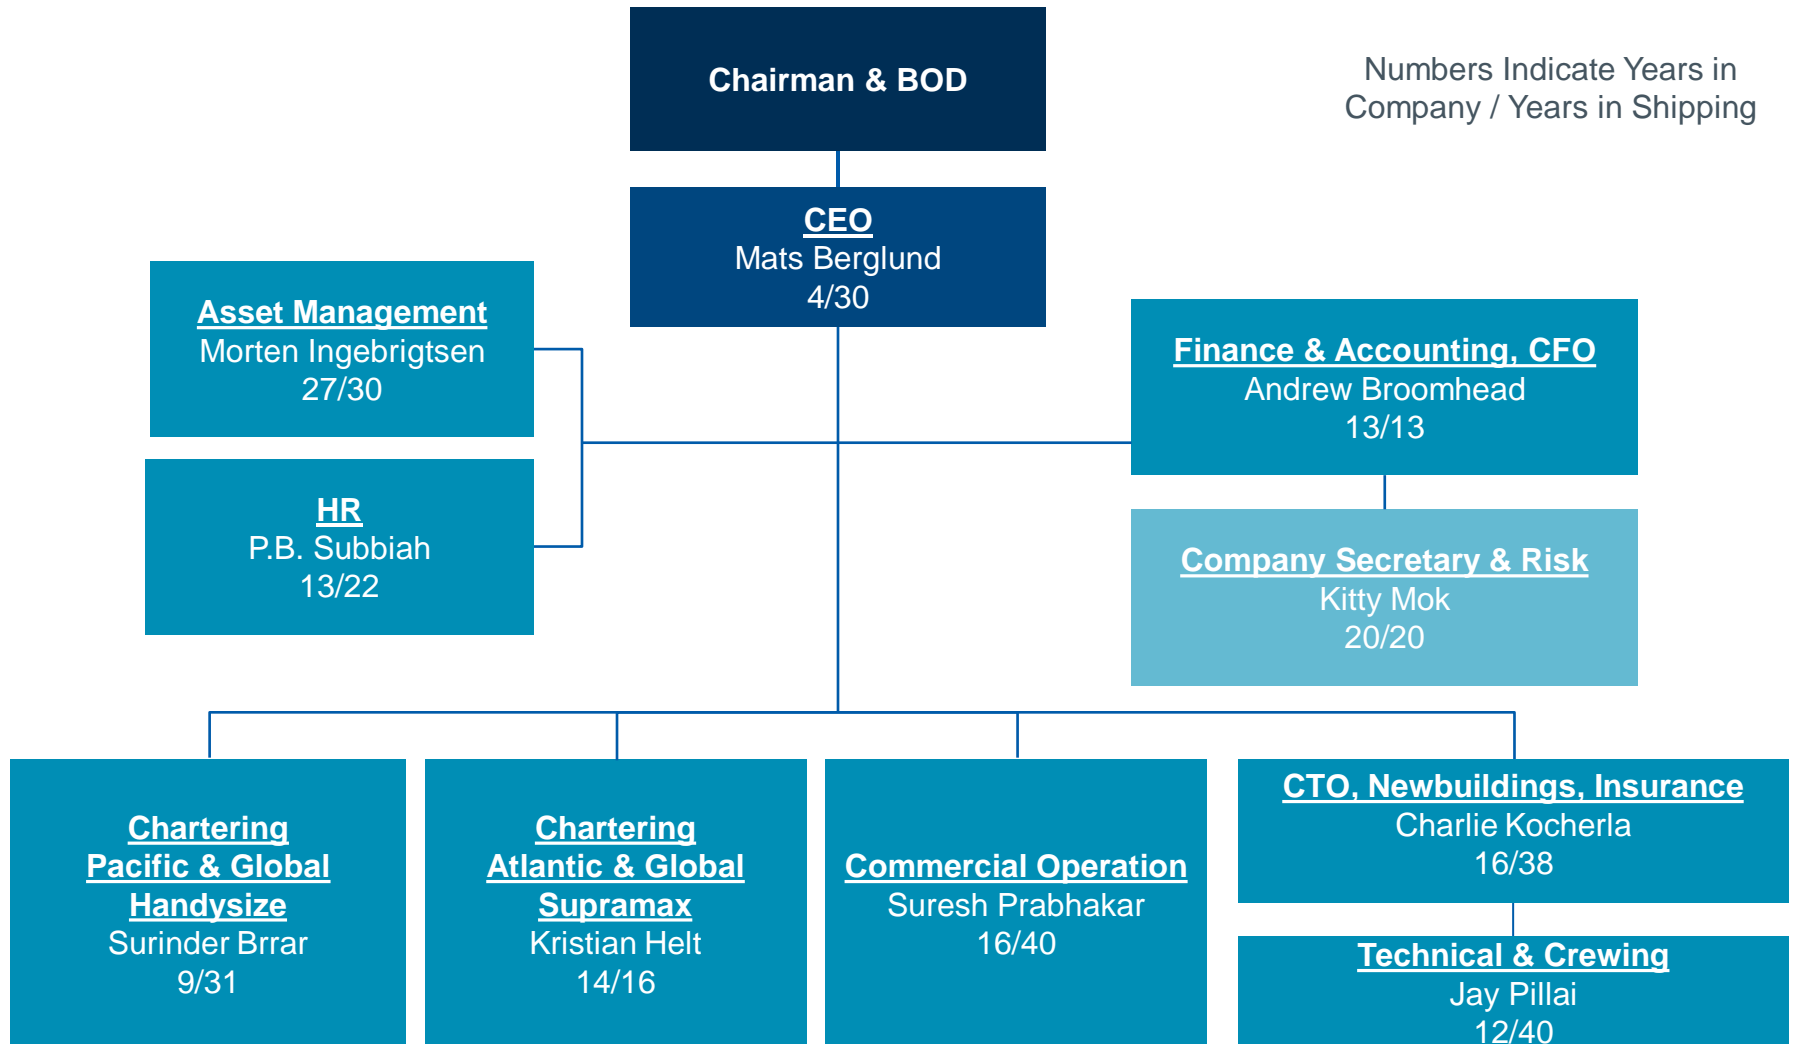 Chairman & BOD
Numbers Indicate Years in
Company / Years in Shipping
CEO
Mats Berglund
4/30
Asset Management
Morten Ingebrigtsen
27/30
Finance & Accounting, CFO
Andrew Broomhead
13/13
HR
P.B. Subbiah
13/22
Company Secretary & Risk
Kitty Mok
20/20
Chartering
Pacific & Global
Handysize
Surinder Brrar
9/31
Chartering
Atlantic & Global
Supramax
Kristian Helt
14/16
Commercial Operation
Suresh Prabhakar
16/40
CTO, Newbuildings, Insurance
Charlie Kocherla
16/38
Technical & Crewing
Jay Pillai
12/40